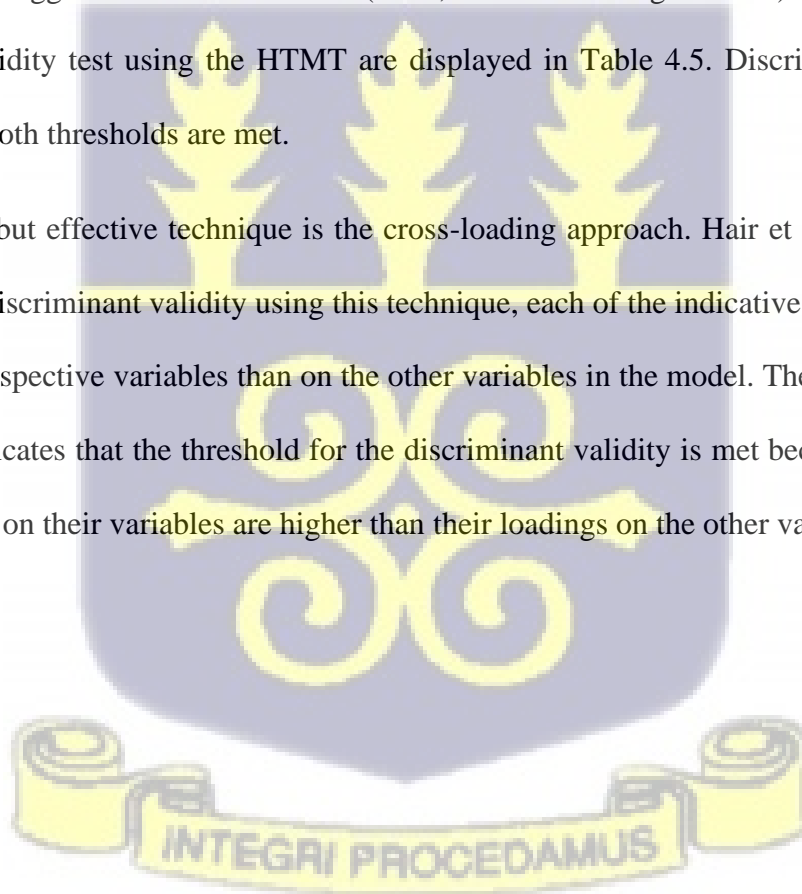 idity test using the HTMT are displayed in Table 4.5. Discri
oth thresholds are met.
but effective technique is the cross-loading approach. Hair et
iscriminant validity using this technique, each of the indicative
spective variables than on the other variables in the model. The
icates that the threshold for the discriminant validity is met bec
on their variables are higher than their loadings on the other va
INTEGRI PROCEDAMUS